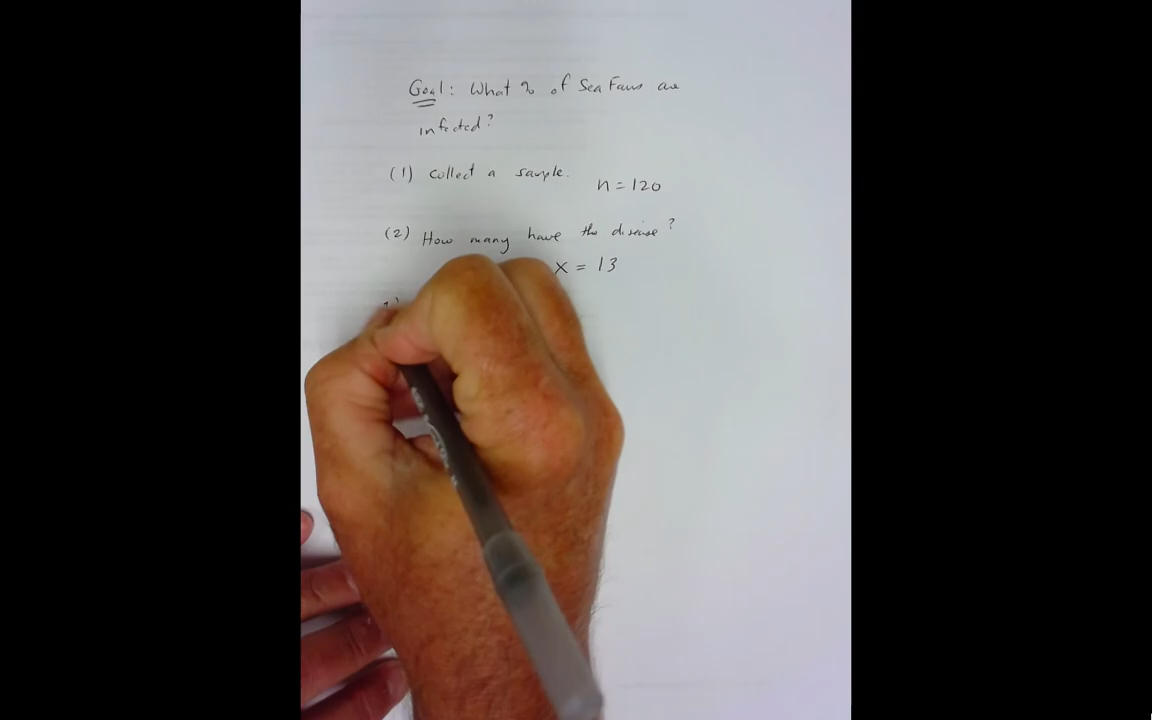 Goal: What % of Sea Fans are
infected?
(1) collect a sample.
n = 120
(2) How many have the disease?
x = 13